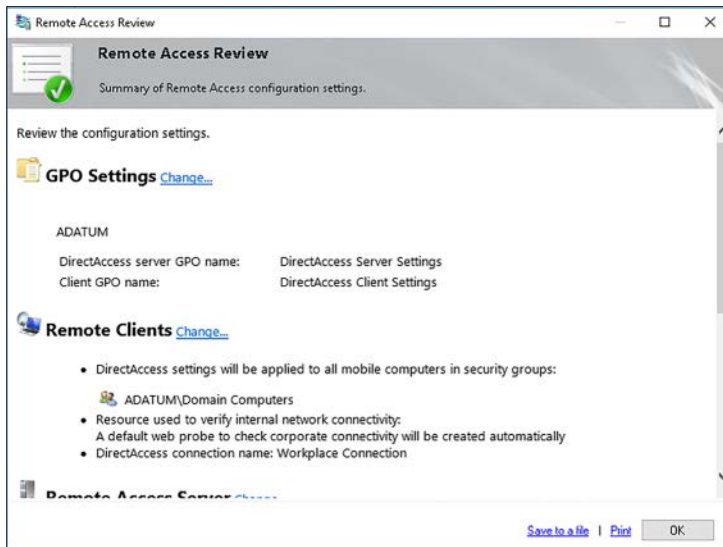 Remote Access Review
Remote Access Review
Summary of Remote Access configuration settings.
Review the configuration settings.
GPO Settings Change...
ADATUM
DirectAccess server GPO name: DirectAccess Server Settings
Client GPO name: DirectAccess Client Settings
Remote Clients Change...
• DirectAccess settings will be applied to all mobile computers in security groups:
ADATUM\Domain Computers
• Resource used to verify internal network connectivity:
A default web probe to check corporate connectivity will be created automatically
• DirectAccess connection name: Workplace Connection
Remote Access Server Change...
Save to a file | Print OK